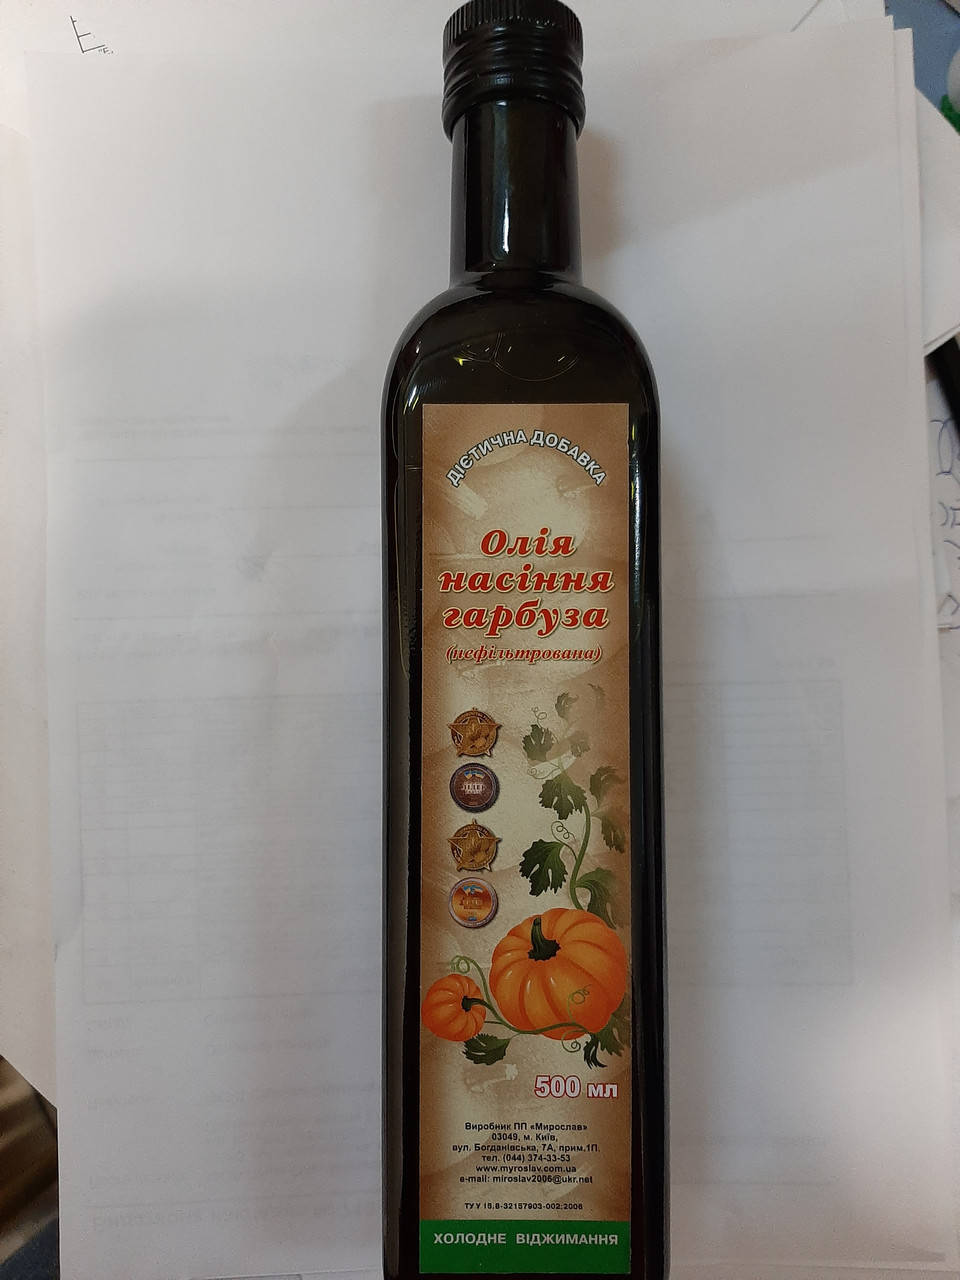 ДІЄТИЧНА ДОБАВКА
Олія
насіння
гарбуза
(нефільтрована)
500 мл
Виробник ПП «Мирослав»
03049, м. Київ,
вул. Богданівська, 7А, прим.1П.
тел. (044) 374-33-53
www.myroslav.com.ua
e-mail: miroslav2006@ukr.net
ТУ У 15.8-32157903-002:2006
ХОЛОДНЕ ВІДЖИМАННЯ